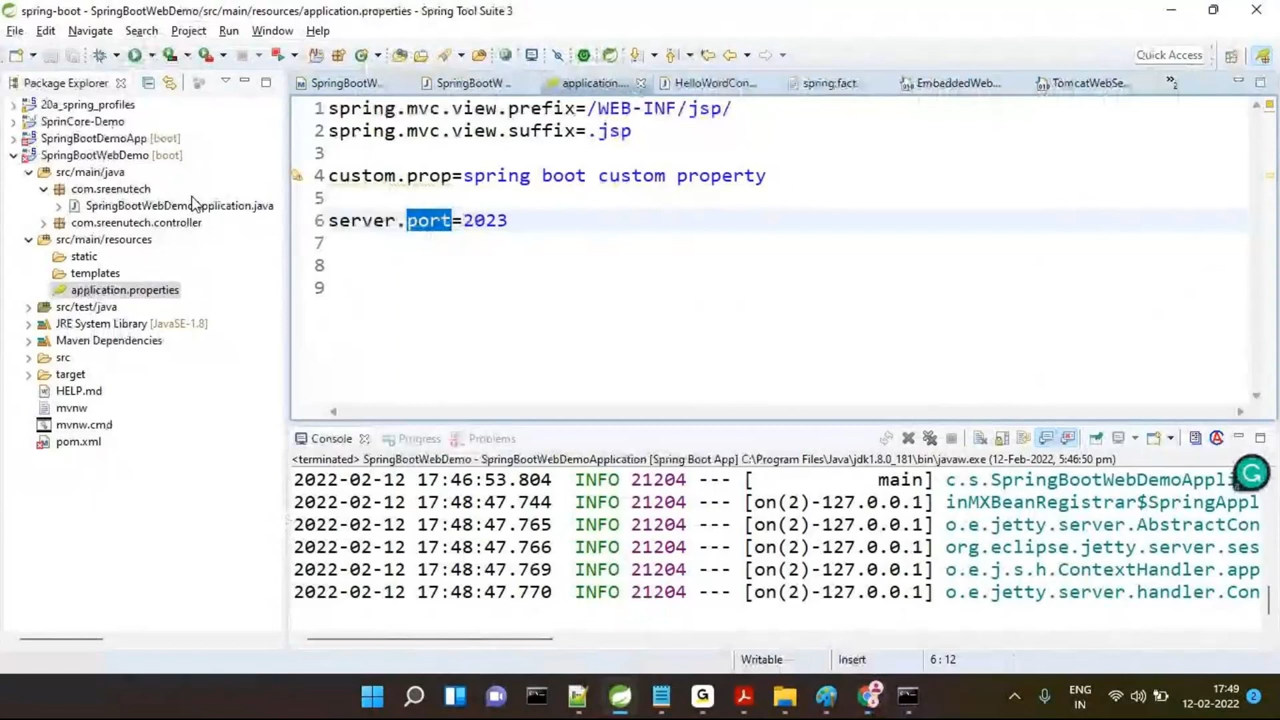 spring-boot - SpringBootWebDemo/src/main/resources/application.properties - Spring Tool Suite 3
File Edit Navigate Search Project Run Window Help
Quick Access
Package Explorer
SpringBootW...
SpringBootW...
application....
HelloWordCon...
spring.fact...
EmbeddedWeb...
TomcatWebSe...
»2
20a_spring_profiles
SprinCore-Demo
SpringBootDemoApp [boot]
SpringBootWebDemo [boot]
src/main/java
com.sreenutech
SpringBootWebDemoApplication.java
com.sreenutech.controller
src/main/resources
static
templates
application.properties
src/test/java
JRE System Library [JavaSE-1.8]
Maven Dependencies
src
target
HELP.md
mvnw
mvnw.cmd
pom.xml
1 spring.mvc.view.prefix=/WEB-INF/jsp/
2 spring.mvc.view.suffix=.jsp
3
4 custom.prop=spring boot custom property
5
6 server.port=2023
7
8
9
Console Progress Problems
<terminated> SpringBootWebDemo - SpringBootWebDemoApplication [Spring Boot App] C:\Program Files\Java\jdk1.8.0_181\bin\javaw.exe (12-Feb-2022, 5:46:50 pm)
2022-02-12 17:46:53.804 INFO 21204 --- [ main] c.s.SpringBootWebDemoAppli
2022-02-12 17:48:47.744 INFO 21204 --- [on(2)-127.0.0.1] inMXBeanRegistrar$SpringAppl
2022-02-12 17:48:47.765 INFO 21204 --- [on(2)-127.0.0.1] o.e.jetty.server.AbstractCon
2022-02-12 17:48:47.766 INFO 21204 --- [on(2)-127.0.0.1] org.eclipse.jetty.server.ses
2022-02-12 17:48:47.769 INFO 21204 --- [on(2)-127.0.0.1] o.e.j.s.h.ContextHandler.app
2022-02-12 17:48:47.770 INFO 21204 --- [on(2)-127.0.0.1] o.e.jetty.server.handler.Con
Writable Insert 6 : 12
ENG
IN
17:49
12-02-2022
2